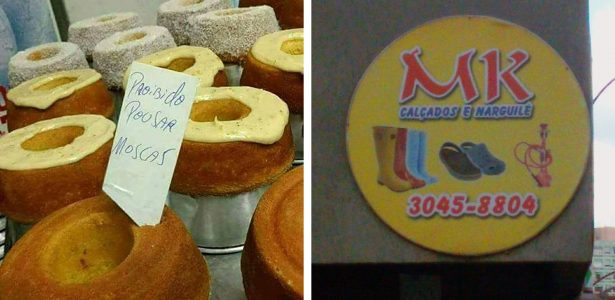 PROIBIDO
POUSAR
MOSCAS
MK
CALÇADOS E NARGUILE
3045-8804